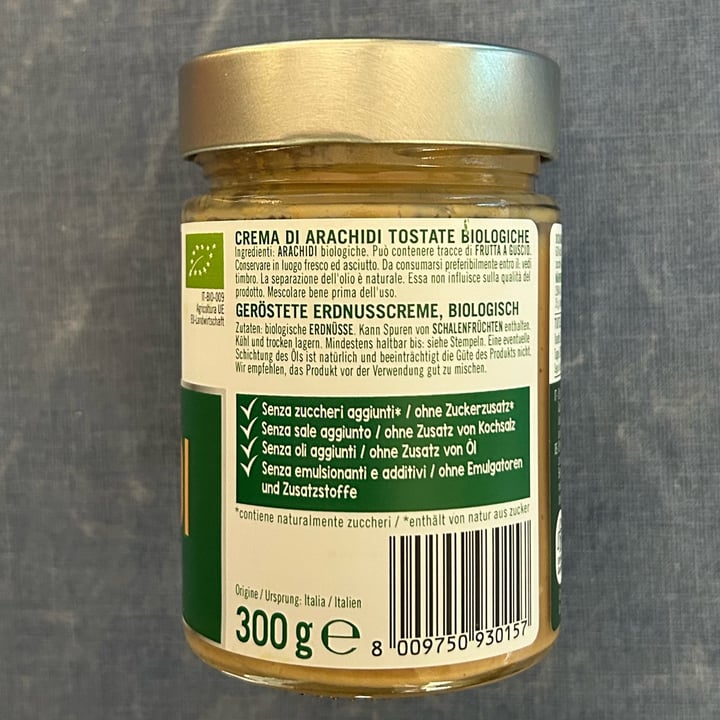 CREMA DI ARACHIDI TOSTATE BIOLOGICHE
Ingredienti: ARACHIDI biologiche. Può contenere tracce di FRUTTA A GUSCIO.
Conservare in luogo fresco ed asciutto. Da consumarsi preferibilmente entro il: vedi
timbro. La separazione dell'olio è naturale. Essa non influisce sulla qualità del
prodotto. Mescolare bene prima dell'uso.
IT-BIO-009
Agricoltura UE
EU-Landwirtschaft
GERÖSTETE ERDNUSSCREME, BIOLOGISCH
Zutaten: biologische ERDNÜSSE. Kann Spuren von SCHALENFRÜCHTEN enthalten.
Kühl und trocken lagern. Mindestens haltbar bis: siehe Stempeln. Eine eventuelle
Schichtung des Öls ist natürlich und beeinträchtigt die Güte des Produkts nicht.
Wir empfehlen, das Produkt vor der Verwendung gut zu mischen.
Senza zuccheri aggiunti* / ohne Zuckerzusatz*
Senza sale aggiunto / ohne Zusatz von Kochsalz
Senza oli aggiunti / ohne Zusatz von Öl
Senza emulsionanti e additivi / ohne Emulgatoren
und Zusatzstoffe
*contiene naturalmente zuccheri / *enthält von natur aus zucker
Origine / Ursprung: Italia / Italien
300 g e
8 009750 930157